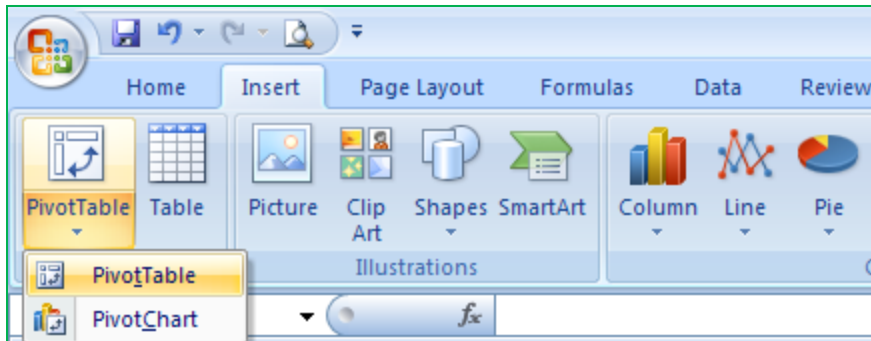 Home Insert Page Layout Formulas Data Review
PivotTable Table Picture Clip Art Shapes SmartArt Column Line Pie
Illustrations
PivotTable
PivotChart
fx